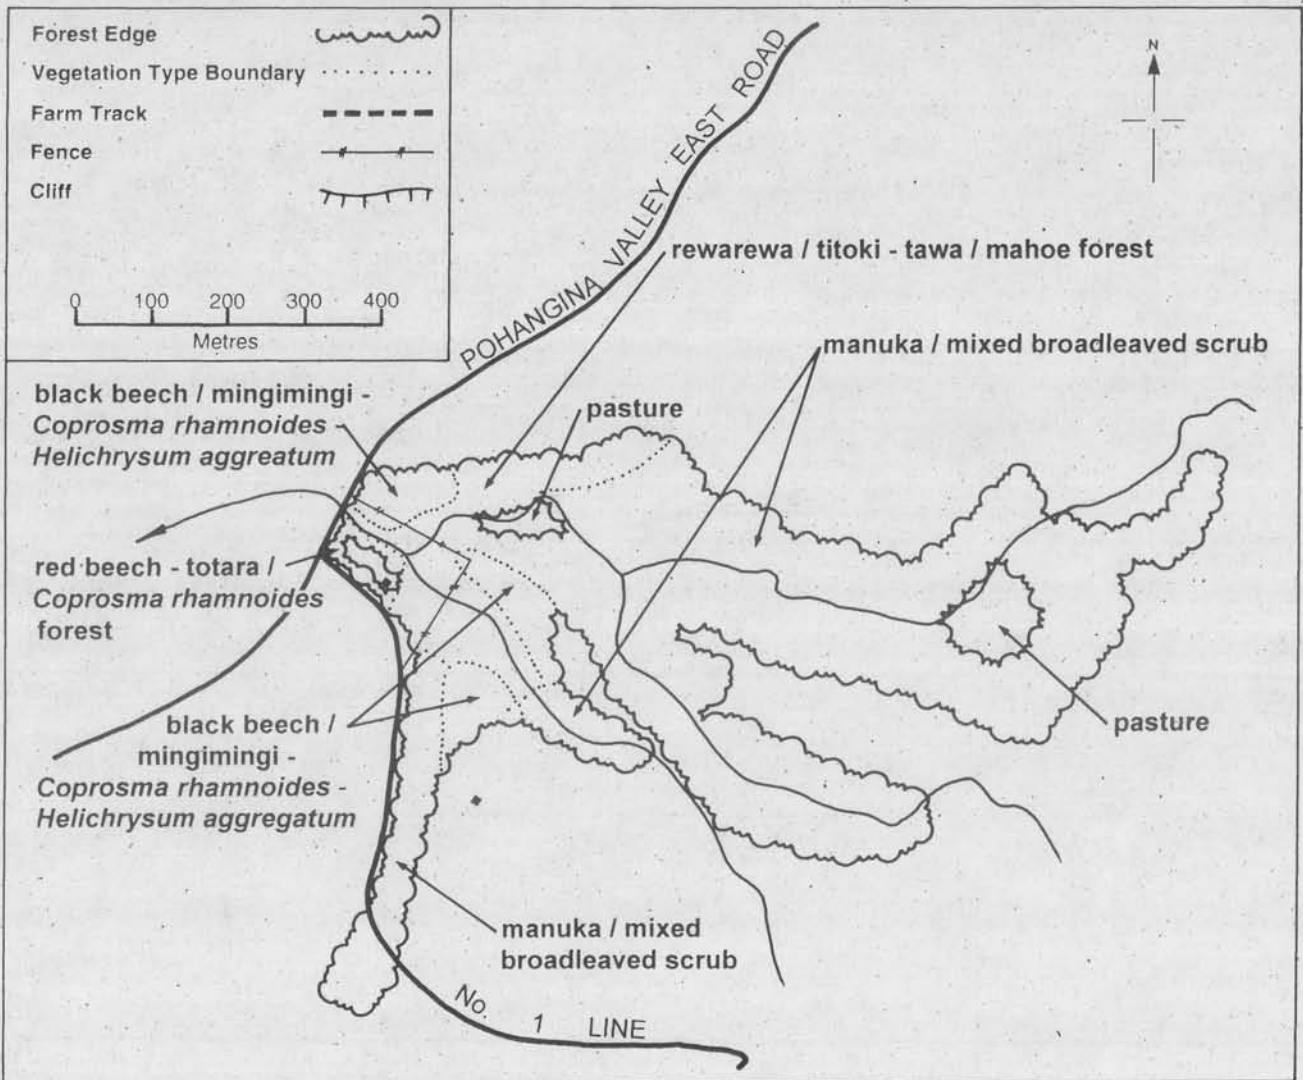 Forest Edge
Vegetation Type Boundary
Farm Track
Fence
Cliff
0 100 200 300 400
Metres
N
POHANGINA VALLEY EAST ROAD
rewarewa / titoki - tawa / mahoe forest
manuka / mixed broadleaved scrub
pasture
black beech / mingimingi -
Coprosma rhamnoides -
Helichrysum aggreatum
red beech - totara /
Coprosma rhamnoides
forest
black beech /
mingimingi -
Coprosma rhamnoides -
Helichrysum aggregatum
pasture
manuka / mixed
broadleaved scrub
No. 1 LINE